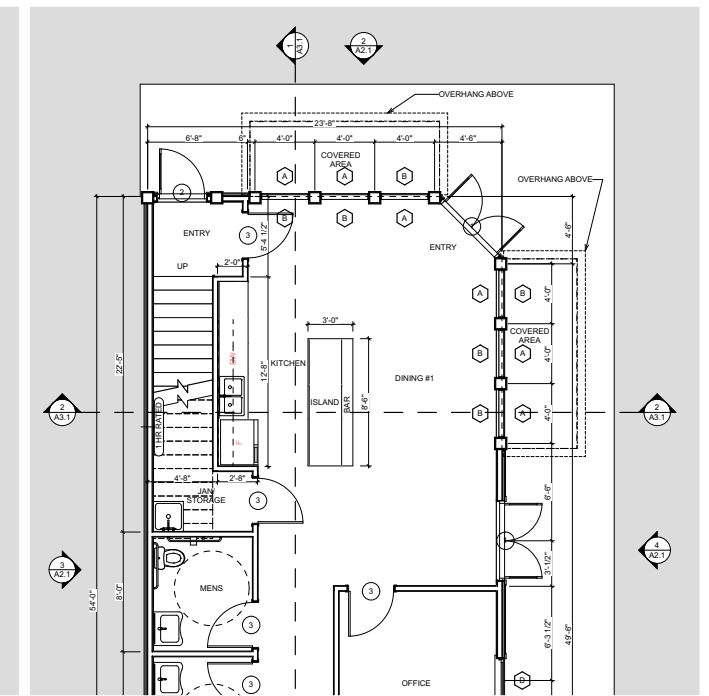 1
A3.1
2
A2.1
OVERHANG ABOVE
23'-8"
6'-8"
6"
4'-0"
4'-0"
4'-0"
4'-6"
COVERED
AREA
A
A
B
OVERHANG ABOVE
2
B
B
A
3
ENTRY
5'-4 1/2"
ENTRY
4'-6"
UP
2'-0"
A
B
4'-0"
3'-0"
COVERED
AREA
22'-5"
DW
12'-8"
KITCHEN
B
A
4'-0"
DINING #1
ISLAND
BAR
8'-6"
2
A3.1
1 HR RATED
B
A
4'-0"
2
A3.1
F
4'-8"
2'-8"
JAN
STORAGE
3
6'-6"
3
A2.1
4
A2.1
3'-1/2"
54'-0"
8'-0"
MENS
3
3
6'-3 1/2"
49'-6"
OFFICE
3
D